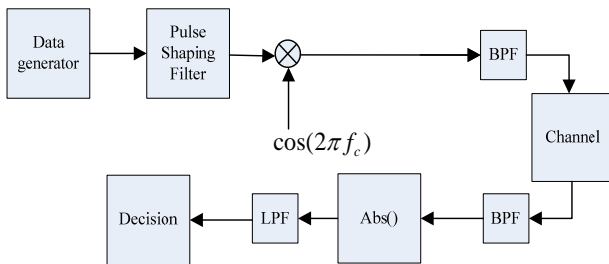 Data
generator
Pulse
Shaping
Filter
BPF
cos(2πf_c)
Channel
Decision
LPF
Abs()
BPF